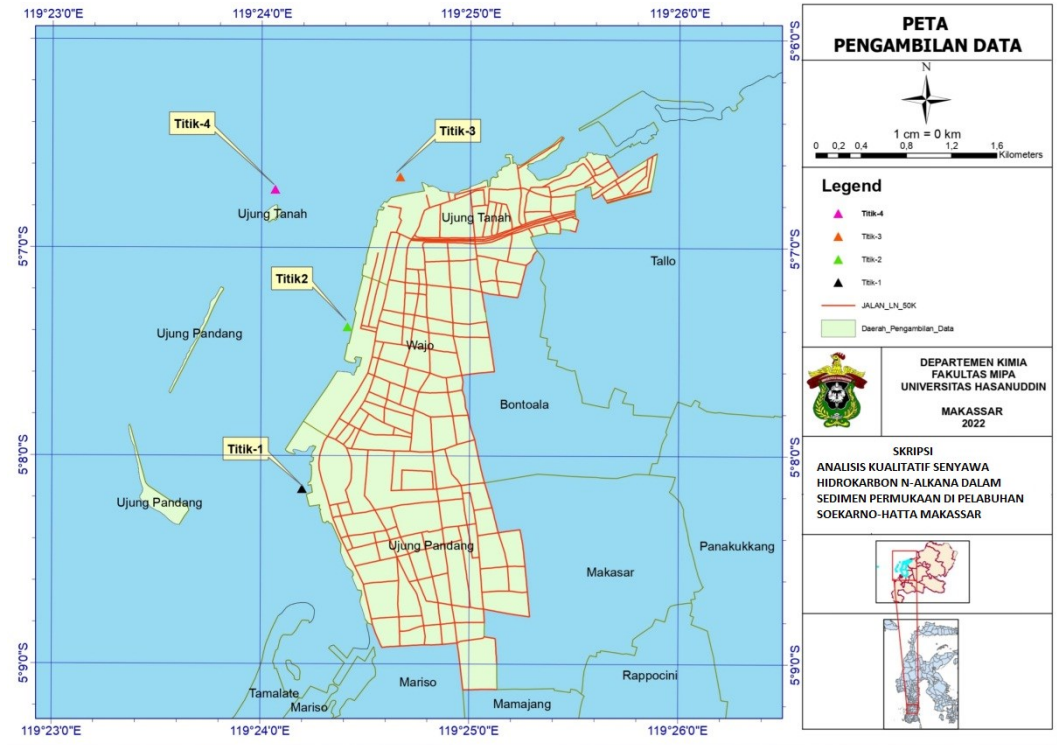 119°23'0"E 119°24'0"E 119°25'0"E 119°26'0"E
5°6'0"S
Titik-4
Titik-3
Ujung Tanah
Ujung Tanah
5°7'0"S 5°7'0"S
Tallo
Titik2
Ujung Pandang
Wajo
Bontoala
Titik-1
5°8'0"S 5°8'0"S
Ujung Pandang
Ujung Pandang
Panakukkang
Makasar
5°9'0"S 5°9'0"S
Mariso
Rappocini
Tamalate
Mariso
Mamajang
119°23'0"E 119°24'0"E 119°25'0"E 119°26'0"E
PETA
PENGAMBILAN DATA
N
1 cm = 0 km
0 0,2 0,4 0,8 1,2 1,6
Kilometers
Legend
Titik-4
Titik-3
Titik-2
Titik-1
JALAN_LN_50K
Daerah_Pengambilan_Data
DEPARTEMEN KIMIA
FAKULTAS MIPA
UNIVERSITAS HASANUDDIN
MAKASSAR
2022
SKRIPSI
ANALISIS KUALITATIF SENYAWA
HIDROKARBON N-ALKANA DALAM
SEDIMEN PERMUKAAN DI PELABUHAN
SOEKARNO-HATTA MAKASSAR